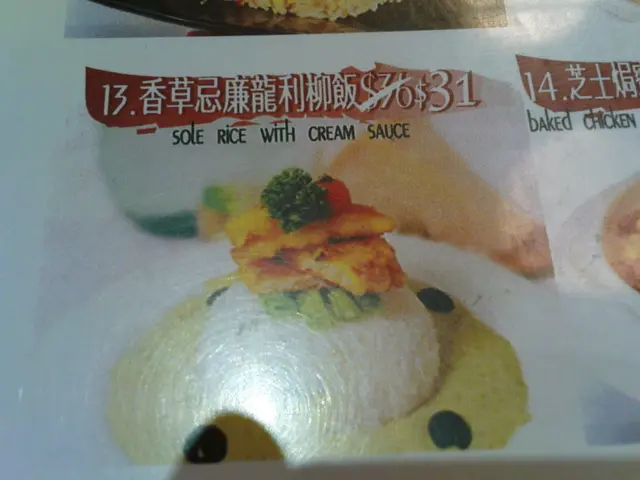 13.香草忌廉龍利柳飯$36$31
SOLE RICE WITH CREAM SAUCE
14.芝士焗
baked chicken